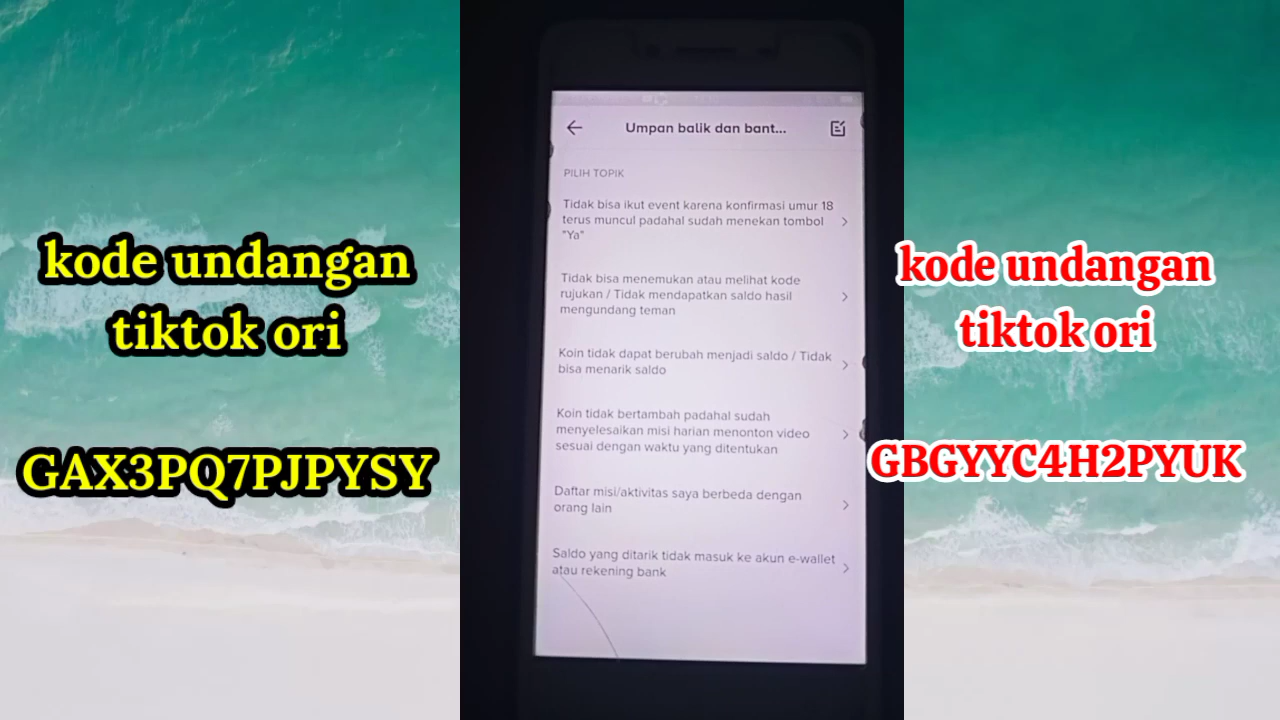 kode undangan
tiktok ori
GAX3PQ7PJPYSY
Umpan balik dan bant...
PILIH TOPIK
Tidak bisa ikut event karena konfirmasi umur 18
terus muncul padahal sudah menekan tombol
"Ya"
Tidak bisa menemukan atau melihat kode
rujukan / Tidak mendapatkan saldo hasil
mengundang teman
Koin tidak dapat berubah menjadi saldo / Tidak
bisa menarik saldo
Koin tidak bertambah padahal sudah
menyelesaikan misi harian menonton video
sesuai dengan waktu yang ditentukan
Daftar misi/aktivitas saya berbeda dengan
orang lain
Saldo yang ditarik tidak masuk ke akun e-wallet
atau rekening bank
kode undangan
tiktok ori
GBGYYC4H2PYUK